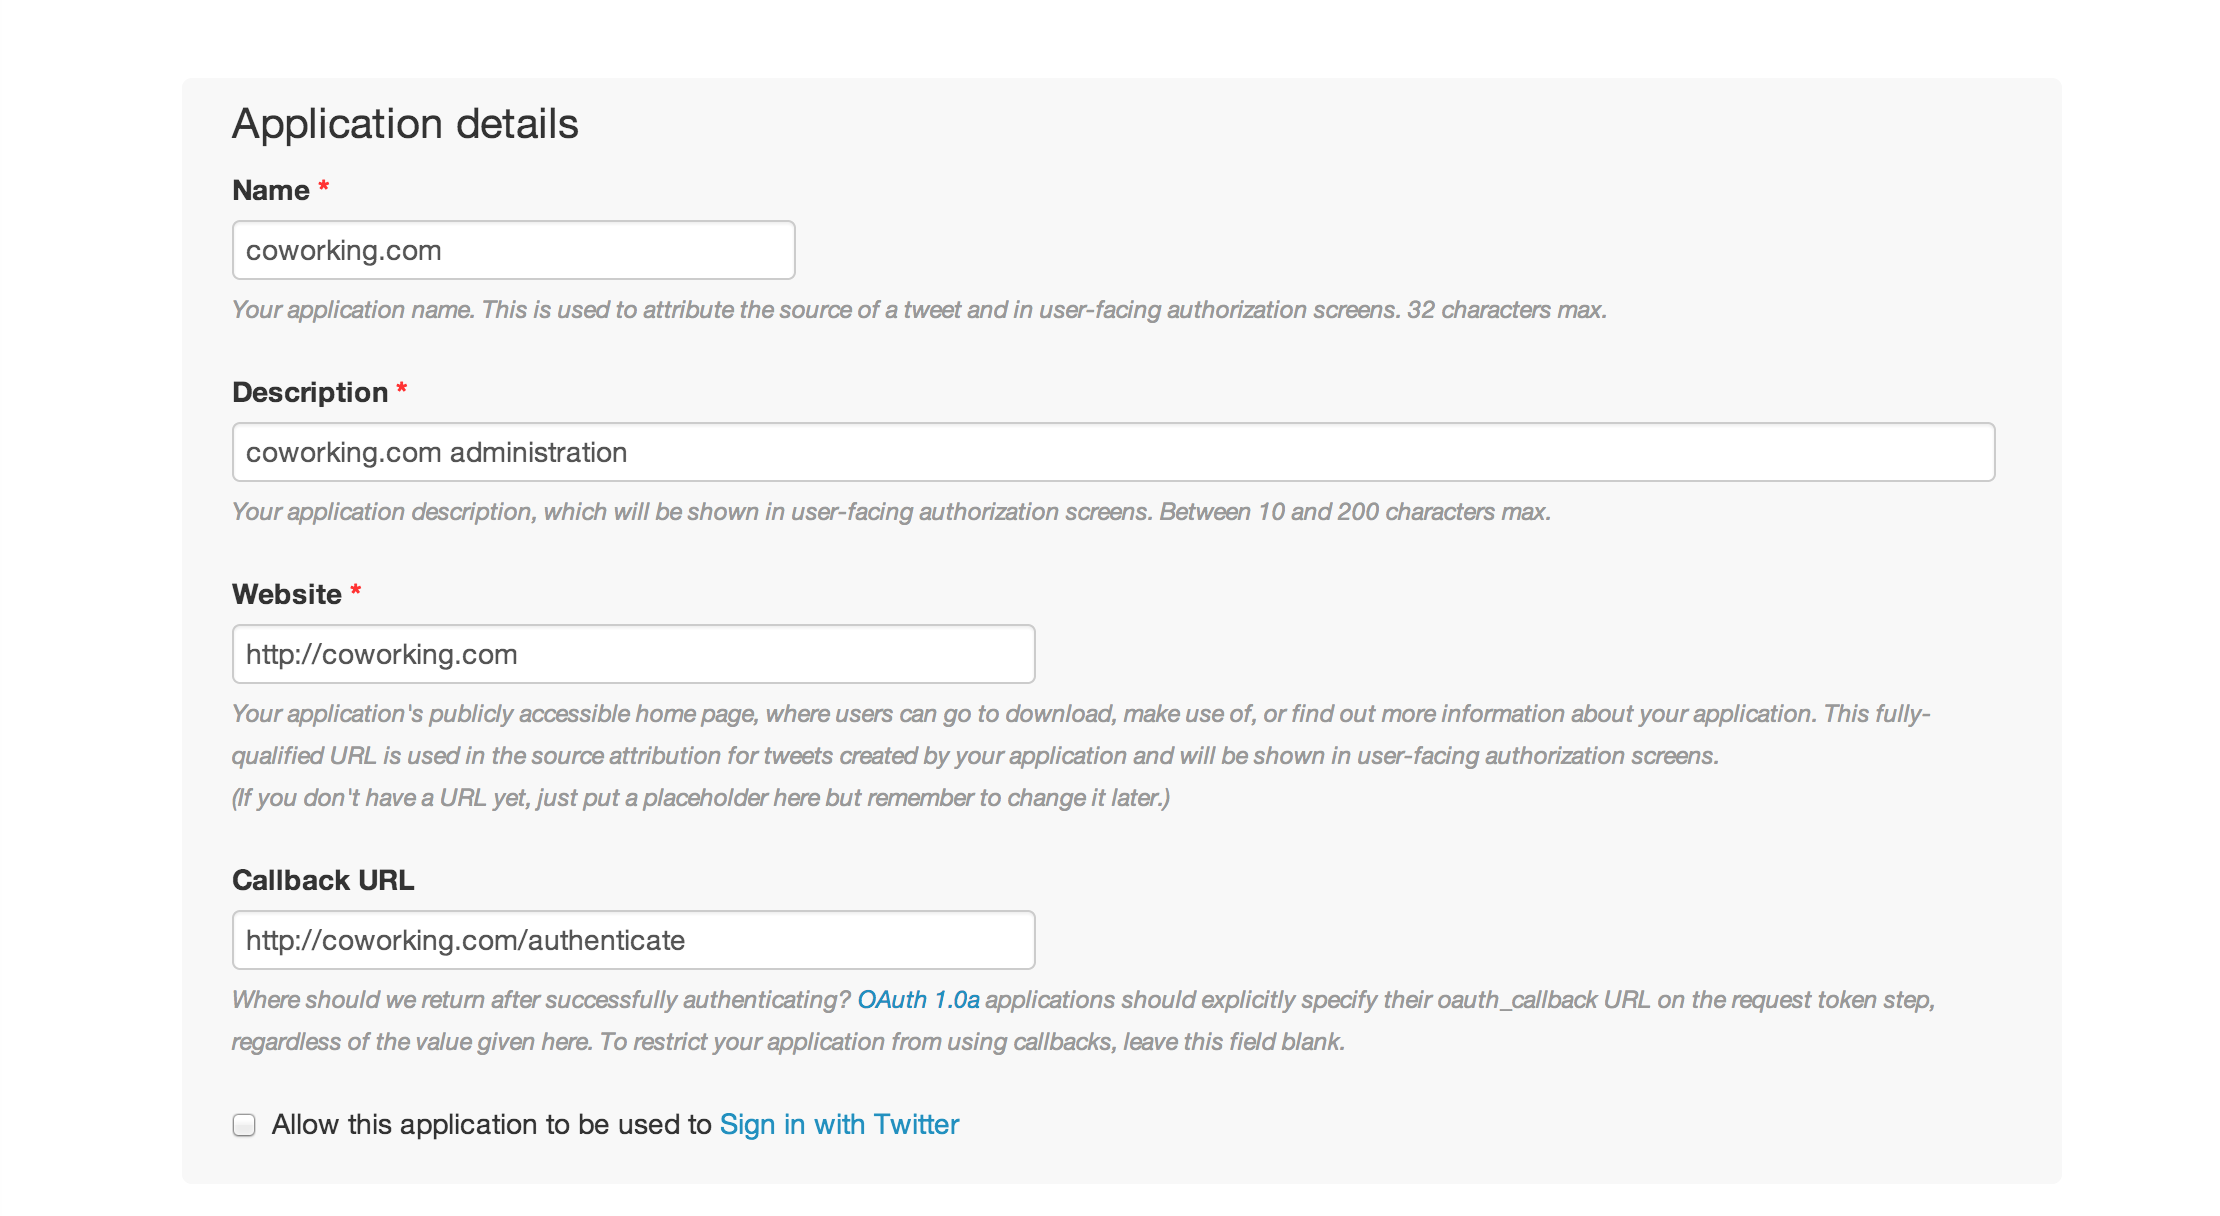 Application details
Name *
coworking.com
Your application name. This is used to attribute the source of a tweet and in user-facing authorization screens. 32 characters max.
Description *
coworking.com administration
Your application description, which will be shown in user-facing authorization screens. Between 10 and 200 characters max.
Website *
http://coworking.com
Your application's publicly accessible home page, where users can go to download, make use of, or find out more information about your application. This fully-
qualified URL is used in the source attribution for tweets created by your application and will be shown in user-facing authorization screens.
(If you don't have a URL yet, just put a placeholder here but remember to change it later.)
Callback URL
http://coworking.com/authenticate
Where should we return after successfully authenticating? OAuth 1.0a applications should explicitly specify their oauth_callback URL on the request token step,
regardless of the value given here. To restrict your application from using callbacks, leave this field blank.
Allow this application to be used to Sign in with Twitter